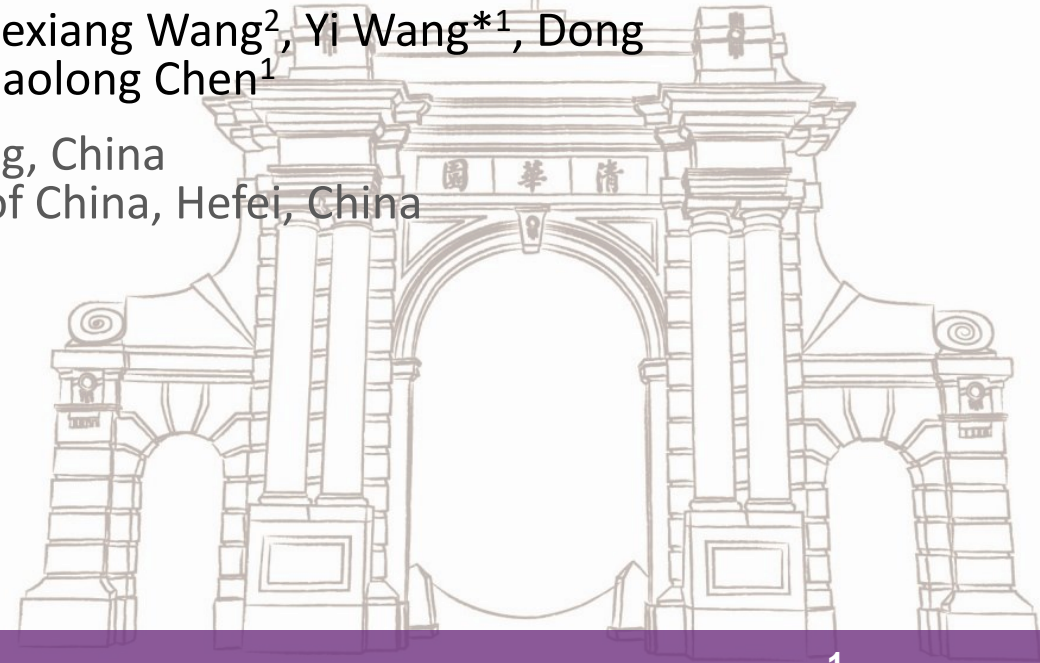 exiang Wang², Yi Wang*¹, Dong
aolong Chen¹
g, China
of China, Hefei, China
園 華 清
1